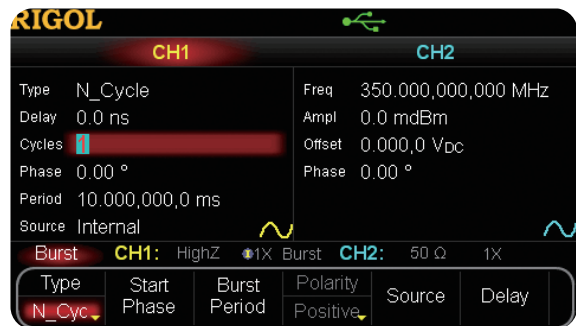 RIGOL
CH1 CH2
Type N_Cycle
Delay 0.0 ns
Cycles 1
Phase 0.00 °
Period 10.000,000,0 ms
Source Internal
Freq 350.000,000,000 MHz
Ampl 0.0 mdBm
Offset 0.000,0 VDC
Phase 0.00 °
Burst CH1: HighZ 1X Burst CH2: 50 Ω 1X
Type N_Cyc
Start Phase
Burst Period
Polarity Positive
Source
Delay